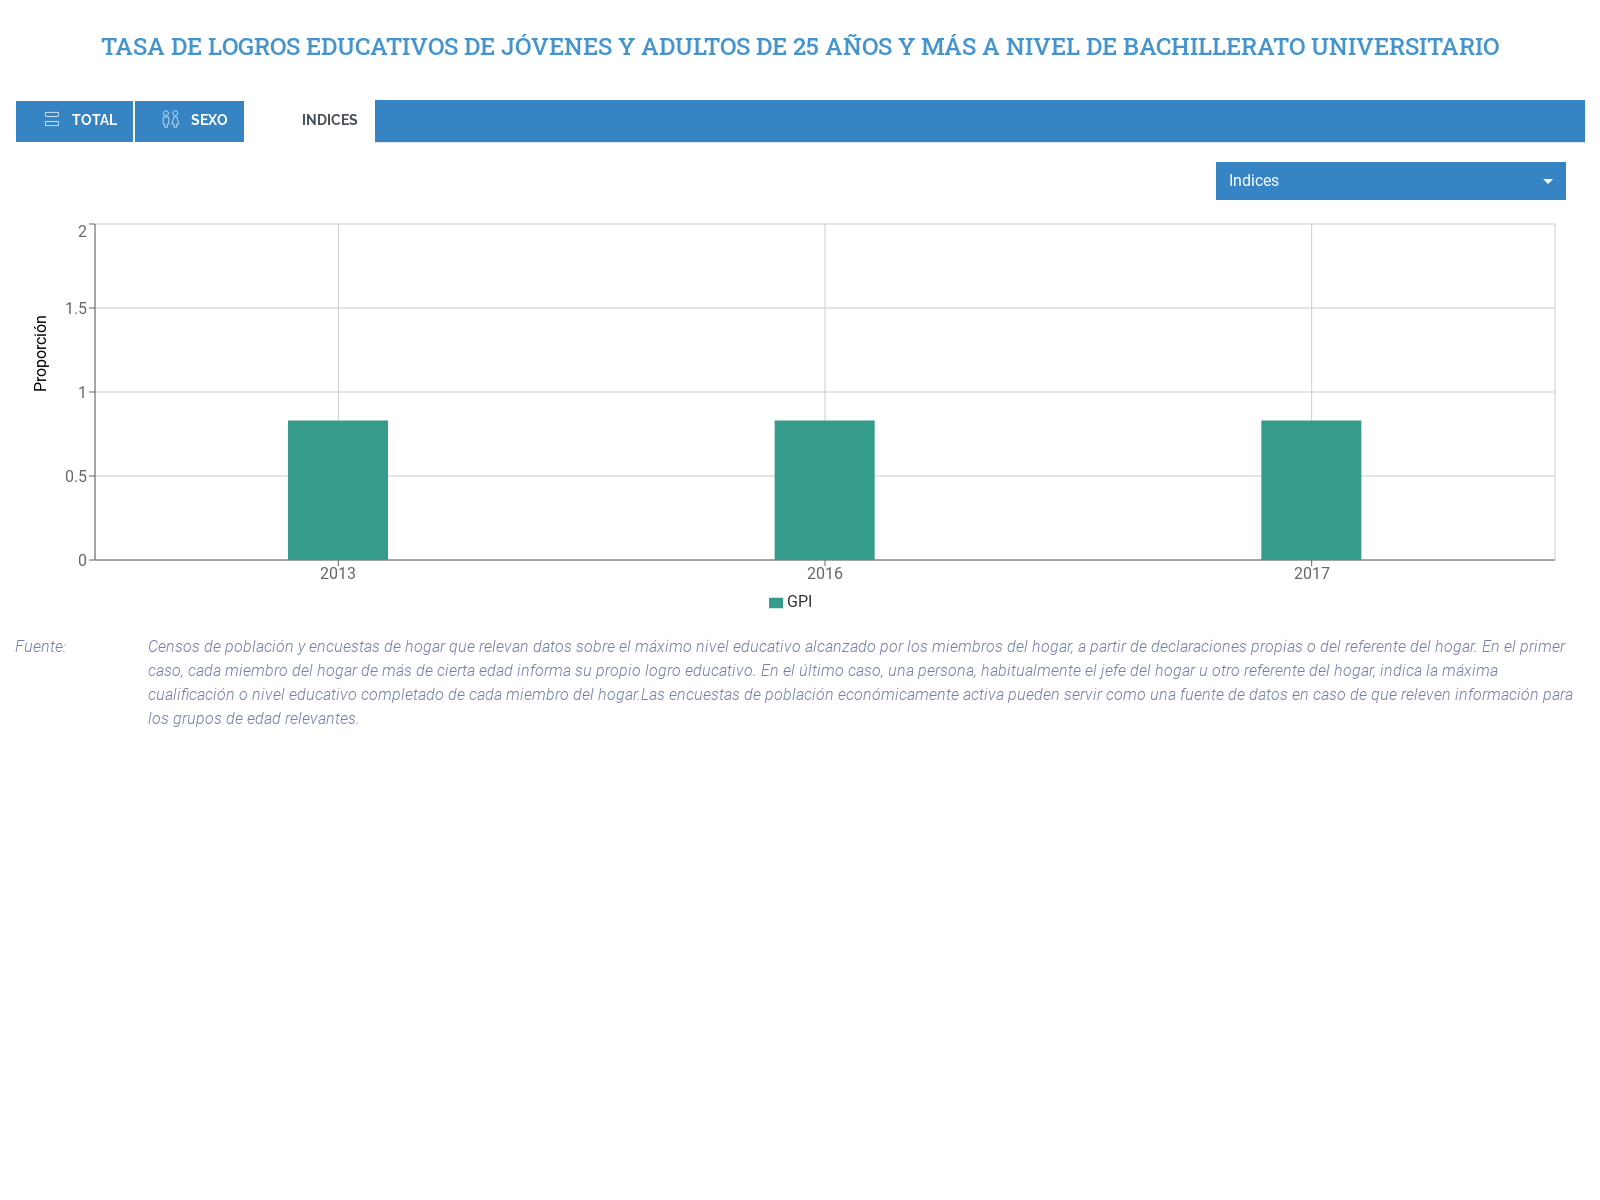 TASA DE LOGROS EDUCATIVOS DE JÓVENES Y ADULTOS DE 25 AÑOS Y MÁS A NIVEL DE BACHILLERATO UNIVERSITARIO
TOTAL SEXO INDICES
Indices
Proporción
2
1.5
1
0.5
0
2013 2016 2017
GPI
Fuente: Censos de población y encuestas de hogar que relevan datos sobre el máximo nivel educativo alcanzado por los miembros del hogar, a partir de declaraciones propias o del referente del hogar. En el primer
caso, cada miembro del hogar de más de cierta edad informa su propio logro educativo. En el último caso, una persona, habitualmente el jefe del hogar u otro referente del hogar, indica la máxima
cualificación o nivel educativo completado de cada miembro del hogar.Las encuestas de población económicamente activa pueden servir como una fuente de datos en caso de que releven información para
los grupos de edad relevantes.